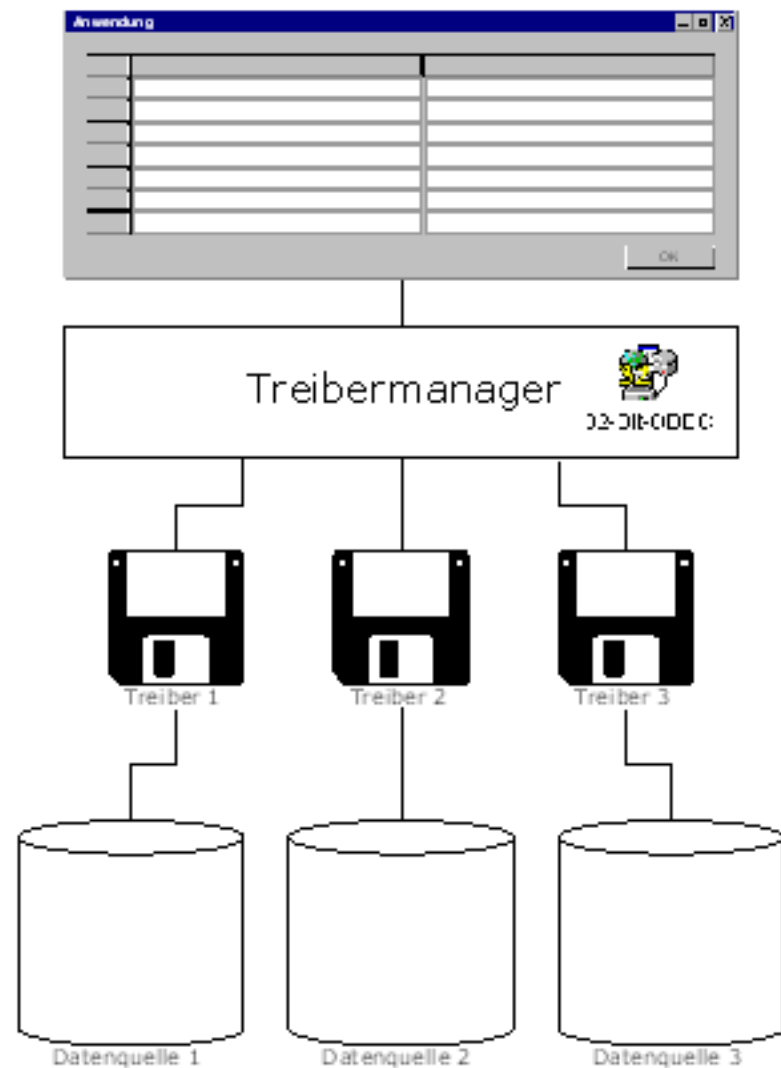 Anwendung
OK
Treibermanager
Treiber 1
Treiber 2
Treiber 3
Datenquelle 1
Datenquelle 2
Datenquelle 3